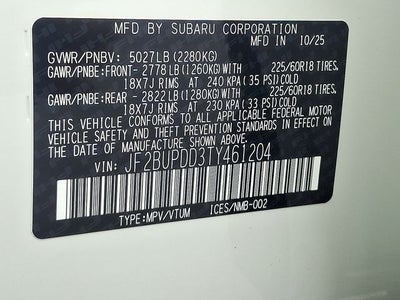 MFD BY SUBARU CORPORATION
MFD IN 10/25
GVWR/PNBV: 5027LB (2280KG)
GAWR/PNBE:FRONT- 2778LB (1260KG)WITH 225/60R18 TIRES,
18X7J RIMS AT 240 KPA (35 PSI)COLD
GAWR/PNBE:REAR -2822LB (1280KG)WITH 225/60R18 TIRES,
18X7J RIMS AT 230 KPA (33 PSI)COLD
THIS VEHICLE CONFORMS TO ALL APPLICABLE FEDERAL MOTOR
VEHICLE SAFETY, BUMPER, AND THEFT PREVENTION STANDARDS
IN EFFECT ON THE DATE OF MANUFACTURE SHOWN ABOVE.
VIN: JF2BUPDD3TY461204
TYPE:MPV/VTUM ICES/NMB-002